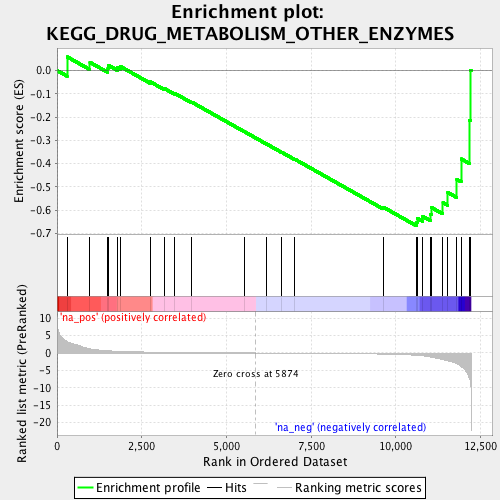 Enrichment plot:
KEGG_DRUG_METABOLISM_OTHER_ENZYMES
Enrichment score (ES)
0.0
-0.1
-0.2
-0.3
-0.4
-0.5
-0.6
-0.7
'na_pos' (positively correlated)
Ranked list metric (PreRanked)
10
5
0
-5
-10
-15
-20
Zero cross at 5874
'na_neg' (negatively correlated)
0
2,500
5,000
7,500
10,000
12,500
Rank in Ordered Dataset
Enrichment profile
Hits
Ranking metric scores